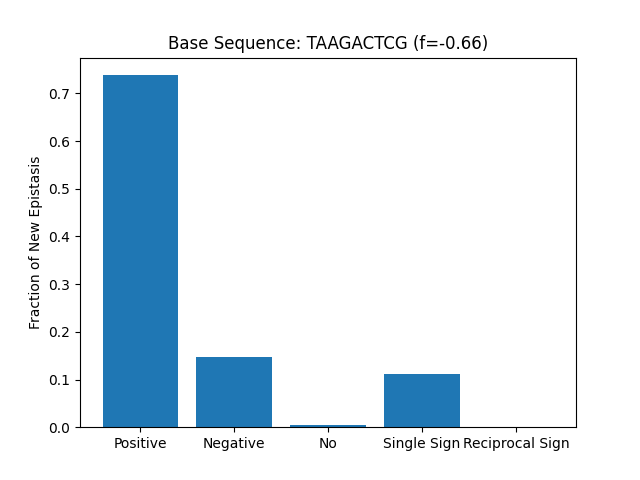 Base Sequence: TAAGACTCG (f=-0.66)
Fraction of New Epistasis
0.7
0.6
0.5
0.4
0.3
0.2
0.1
0.0
Positive
Negative
No
Single Sign
Reciprocal Sign